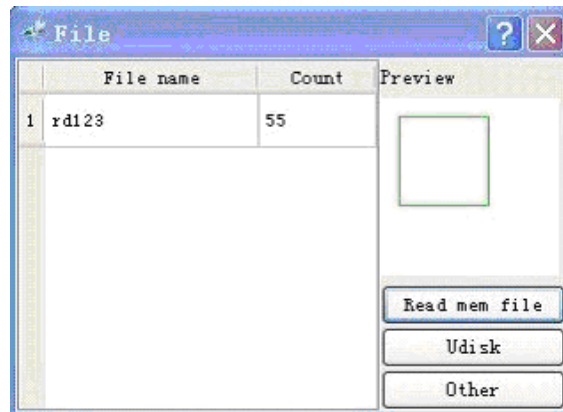 File
File name Count Preview
1 rd123 55
Read mem file
Udisk
Other